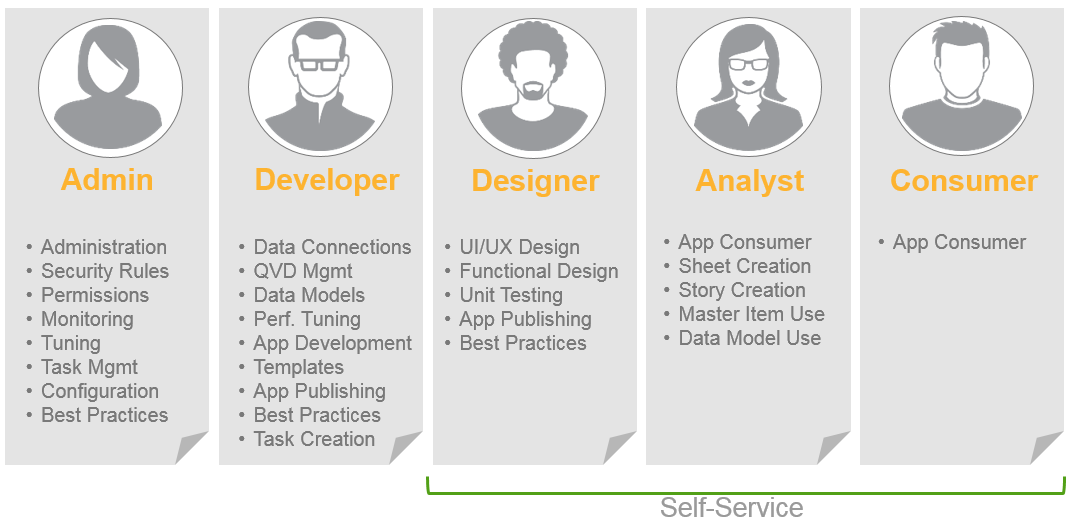 Admin
• Administration
• Security Rules
• Permissions
• Monitoring
• Tuning
• Task Mgmt
• Configuration
• Best Practices
Developer
• Data Connections
• QVD Mgmt
• Data Models
• Perf. Tuning
• App Development
• Templates
• App Publishing
• Best Practices
• Task Creation
Designer
• UI/UX Design
• Functional Design
• Unit Testing
• App Publishing
• Best Practices
Analyst
• App Consumer
• Sheet Creation
• Story Creation
• Master Item Use
• Data Model Use
Consumer
• App Consumer
Self-Service